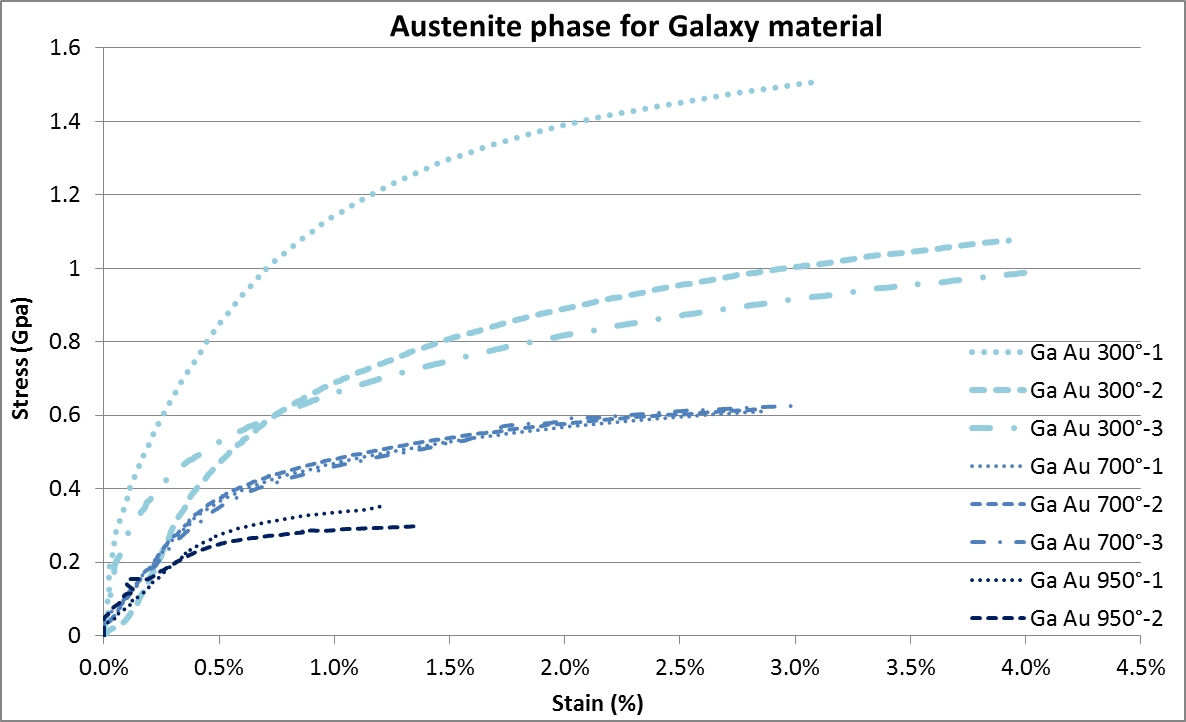 Austenite phase for Galaxy material
1.6
1.4
1.2
1
0.8
0.6
0.4
0.2
0
Stress (Gpa)
Ga Au 300°-1
Ga Au 300°-2
Ga Au 300°-3
Ga Au 700°-1
Ga Au 700°-2
Ga Au 700°-3
Ga Au 950°-1
Ga Au 950°-2
0.0% 0.5% 1.0% 1.5% 2.0% 2.5% 3.0% 3.5% 4.0% 4.5%
Stain (%)